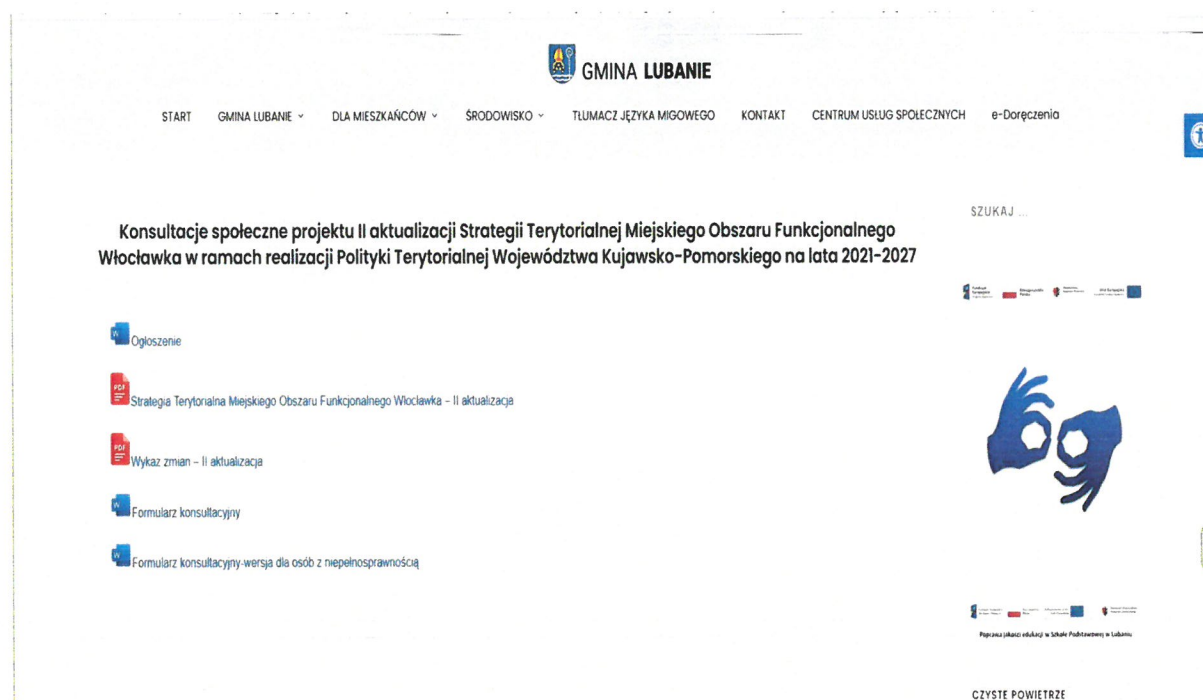 GMINA LUBANIE
START GMINA LUBANIE DLA MIESZKAŃCÓW ŚRODOWISKO TŁUMACZ JĘZYKA MIGOWEGO KONTAKT CENTRUM USŁUG SPOŁECZNYCH e-Doręczenia
SZUKAJ ...
Konsultacje społeczne projektu II aktualizacji Strategii Terytorialnej Miejskiego Obszaru Funkcjonalnego
Włocławka w ramach realizacji Polityki Terytorialnej Województwa Kujawsko-Pomorskiego na lata 2021-2027
W Ogłoszenie
PDF Strategia Terytorialna Miejskiego Obszaru Funkcjonalnego Włocławka – II aktualizacja
PDF Wykaz zmian – II aktualizacja
W Formularz konsultacyjny
W Formularz konsultacyjny-wersja dla osób z niepełnosprawnością
Poprawa jakości edukacji w Szkole Podstawowej w Lubaniu
CZYSTE POWIETRZE